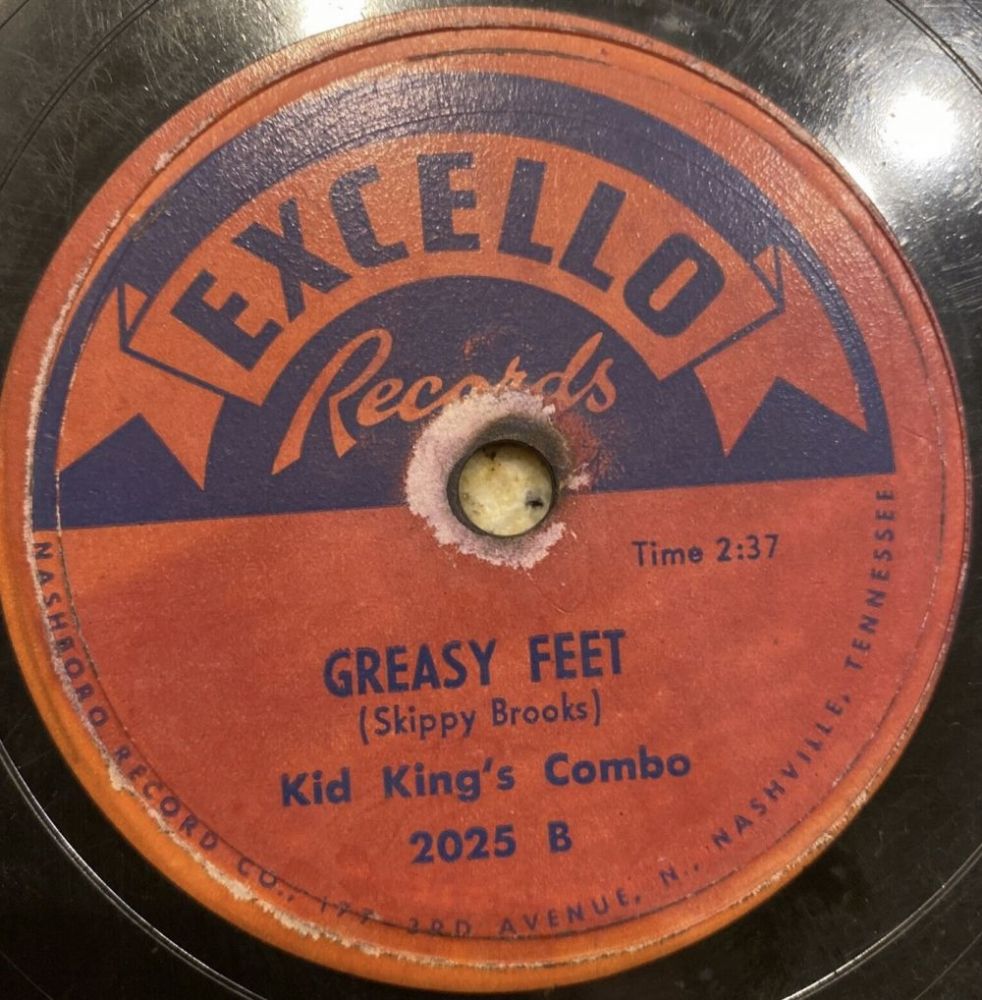 EXCELLO
Records
Time 2:37
GREASY FEET
(Skippy Brooks)
Kid King's Combo
2025 B
NASHBORO RECORD CO., 177 3RD AVENUE, N., NASHVILLE, TENNESSEE